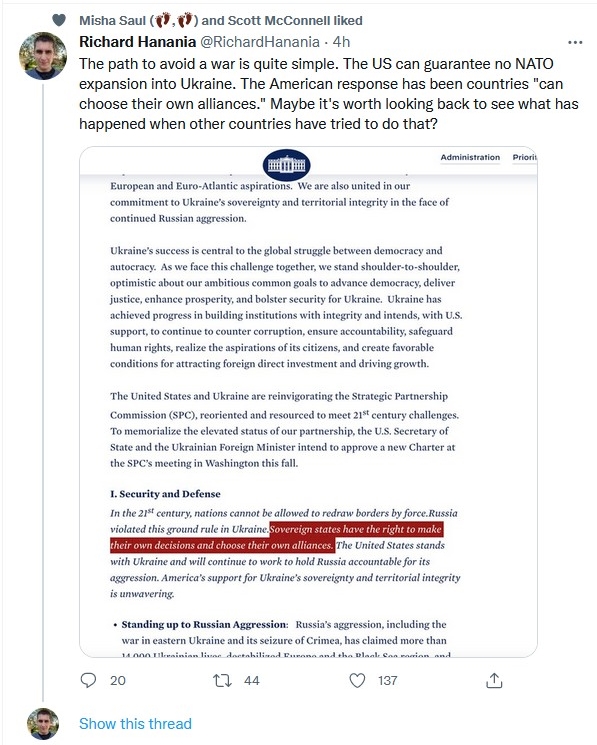 Misha Saul (👣,👣) and Scott McConnell liked
Richard Hanania @RichardHanania · 4h
The path to avoid a war is quite simple. The US can guarantee no NATO
expansion into Ukraine. The American response has been countries "can
choose their own alliances." Maybe it's worth looking back to see what has
happened when other countries have tried to do that?
Administration Priorit
European and Euro-Atlantic aspirations. We are also united in our
commitment to Ukraine's sovereignty and territorial integrity in the face of
continued Russian aggression.
Ukraine's success is central to the global struggle between democracy and
autocracy. As we face this challenge together, we stand shoulder-to-shoulder,
optimistic about our ambitious common goals to advance democracy, deliver
justice, enhance prosperity, and bolster security for Ukraine. Ukraine has
achieved progress in building institutions with integrity and intends, with U.S.
support, to continue to counter corruption, ensure accountability, safeguard
human rights, realize the aspirations of its citizens, and create favorable
conditions for attracting foreign direct investment and driving growth.
The United States and Ukraine are reinvigorating the Strategic Partnership
Commission (SPC), reoriented and resourced to meet 21st century challenges.
To memorialize the elevated status of our partnership, the U.S. Secretary of
State and the Ukrainian Foreign Minister intend to approve a new Charter at
the SPC's meeting in Washington this fall.
I. Security and Defense
In the 21st century, nations cannot be allowed to redraw borders by force.Russia
violated this ground rule in Ukraine.Sovereign states have the right to make
their own decisions and choose their own alliances. The United States stands
with Ukraine and will continue to work to hold Russia accountable for its
aggression. America's support for Ukraine's sovereignty and territorial integrity
is unwavering.
• Standing up to Russian Aggression: Russia's aggression, including the
war in eastern Ukraine and its seizure of Crimea, has claimed more than
14,000 Ukrainian lives, destabilized Europe and the Black Sea region, and
20 44 137
Show this thread